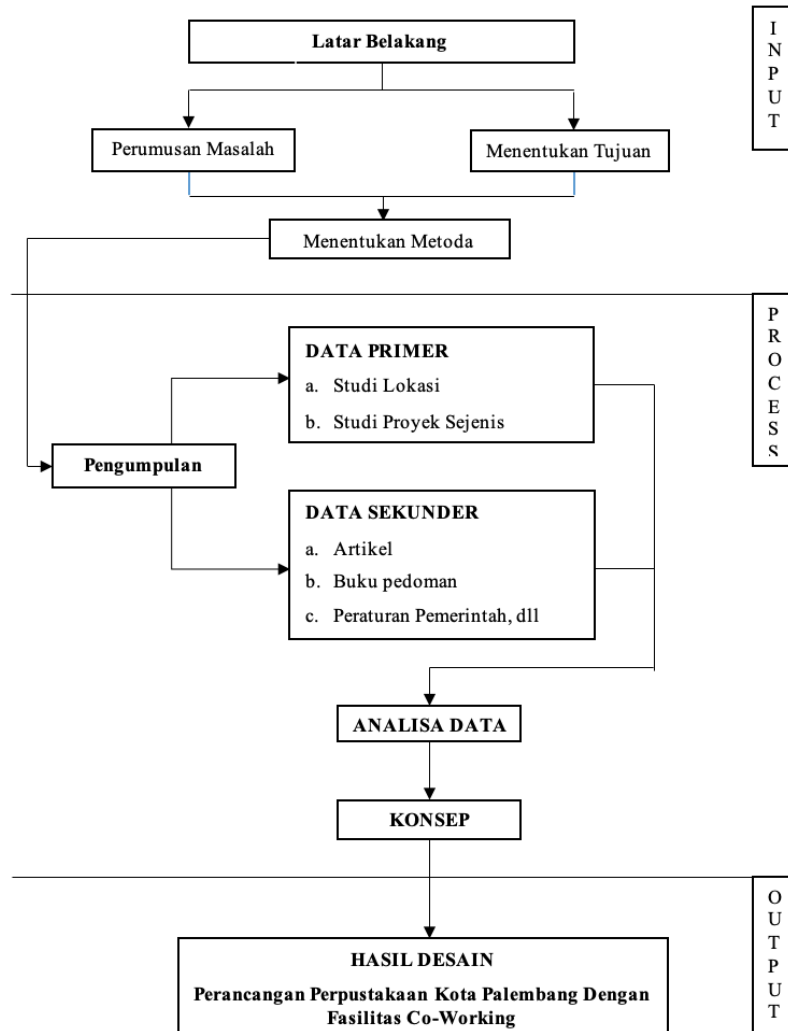 Latar Belakang
INPUT
Perumusan Masalah
Menentukan Tujuan
Menentukan Metoda
PROCESS
DATA PRIMER
a. Studi Lokasi
b. Studi Proyek Sejenis
Pengumpulan
DATA SEKUNDER
a. Artikel
b. Buku pedoman
c. Peraturan Pemerintah, dll
ANALISA DATA
KONSEP
OUTPUT
HASIL DESAIN
Perancangan Perpustakaan Kota Palembang Dengan
Fasilitas Co-Working